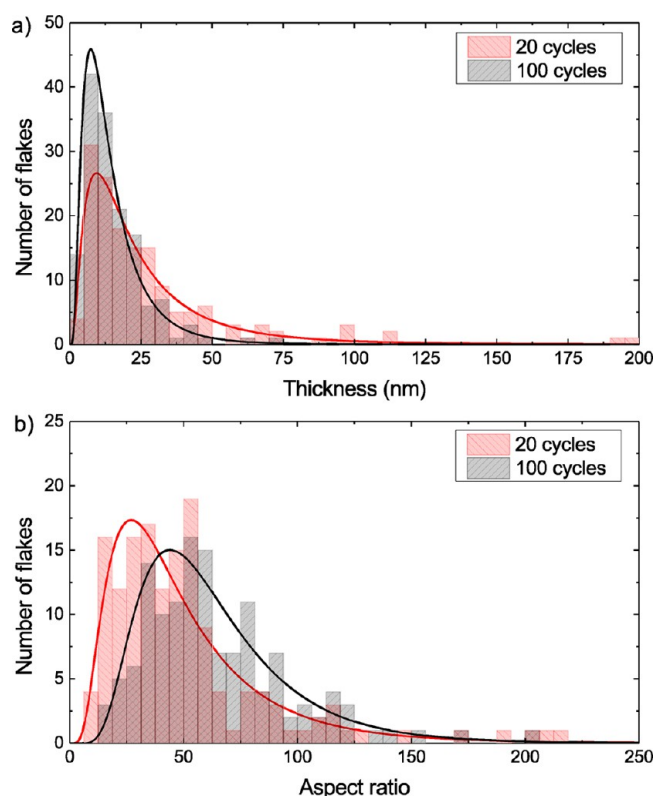 a)
50
40
30
20
10
0
Number of flakes
20 cycles
100 cycles
0 25 50 75 100 125 150 175 200
Thickness (nm)
b)
25
20
15
10
5
0
Number of flakes
20 cycles
100 cycles
0 50 100 150 200 250
Aspect ratio